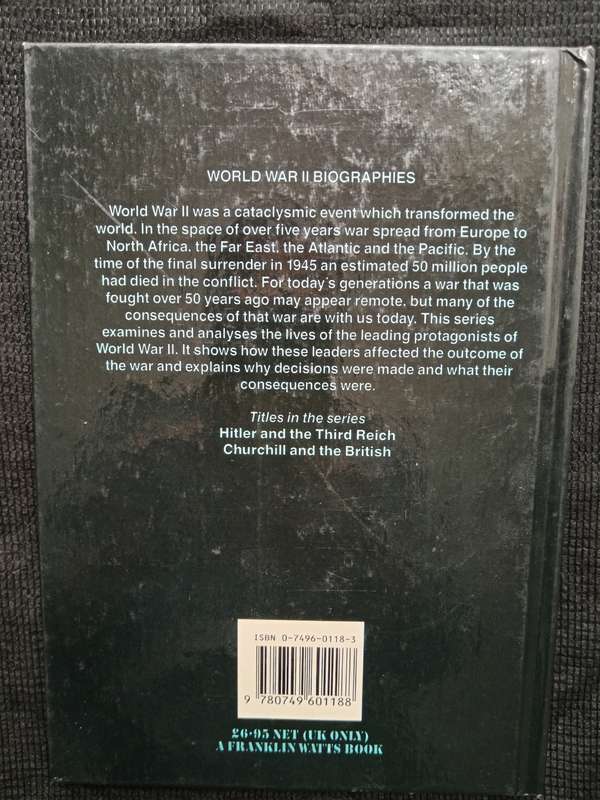 WORLD WAR II BIOGRAPHIES
World War II was a cataclysmic event which transformed the
world. In the space of over five years war spread from Europe to
North Africa, the Far East, the Atlantic and the Pacific. By the
time of the final surrender in 1945 an estimated 50 million people
had died in the conflict. For today's generations a war that was
fought over 50 years ago may appear remote, but many of the
consequences of that war are with us today. This series
examines and analyses the lives of the leading protagonists of
World War II. It shows how these leaders affected the outcome of
the war and explains why decisions were made and what their
consequences were.
Titles in the series
Hitler and the Third Reich
Churchill and the British
ISBN 0-7496-0118-3
9 780749 601188
£6·95 NET (UK ONLY)
A FRANKLIN WATTS BOOK